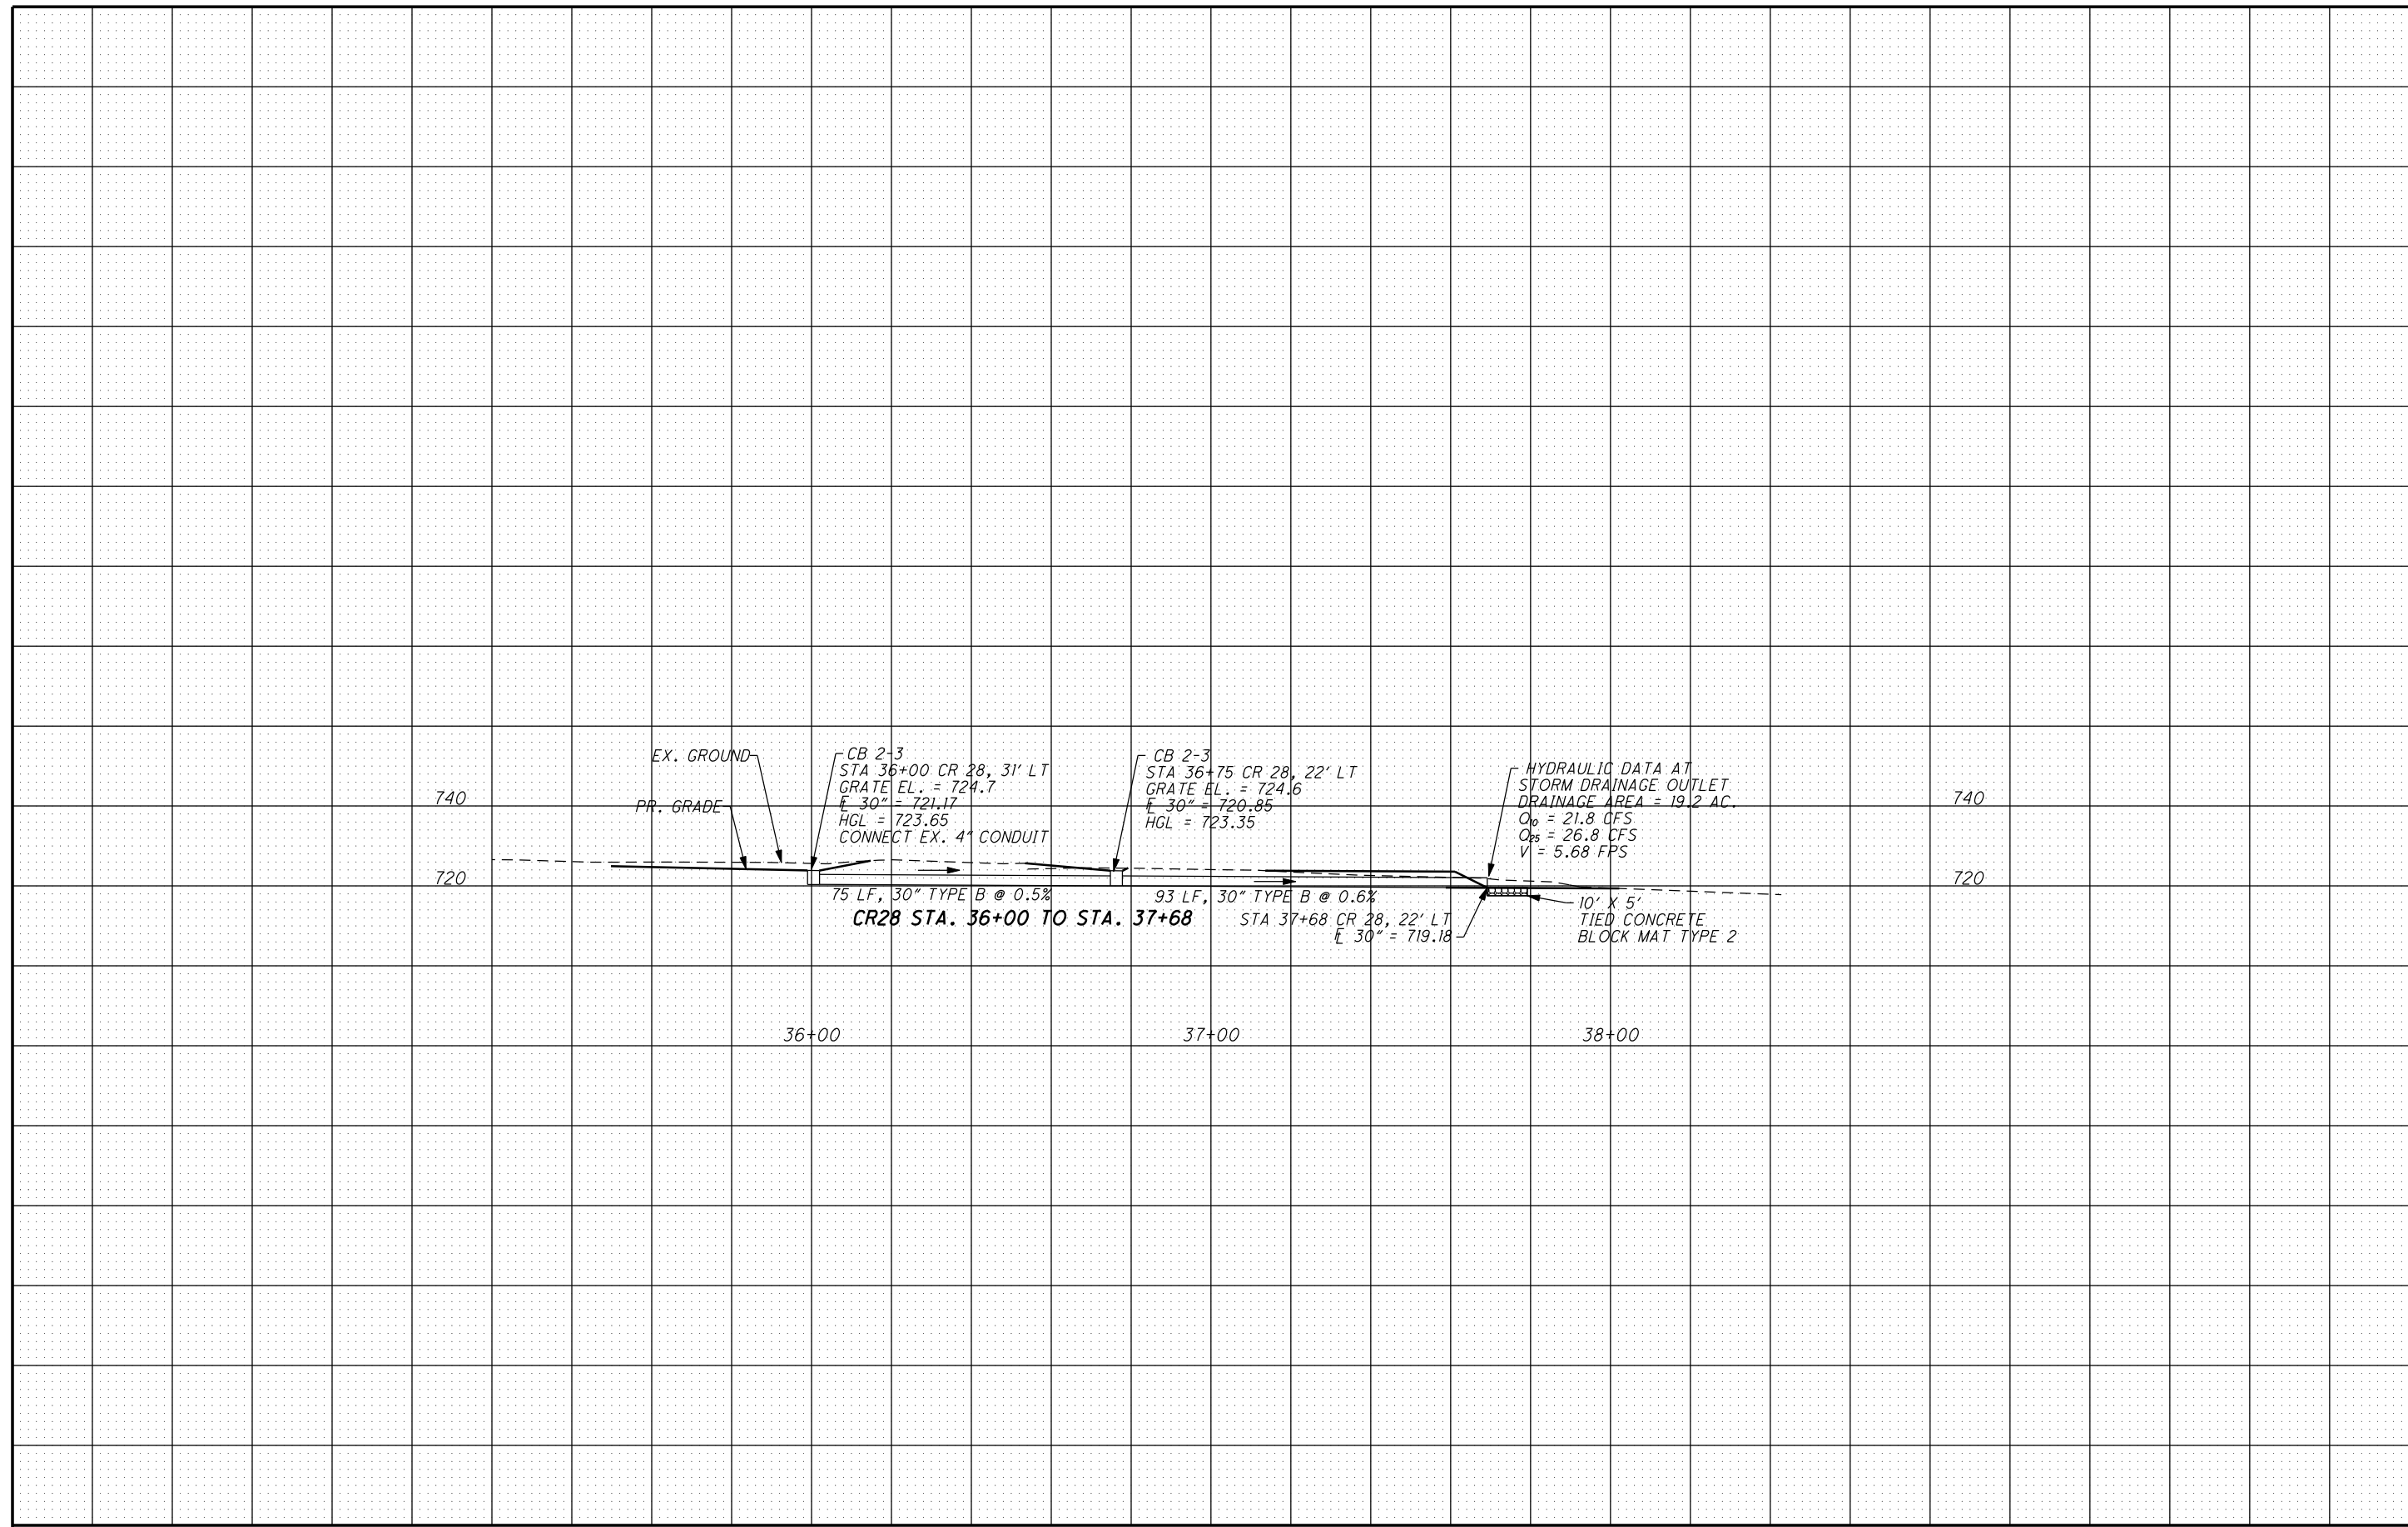 EX. GROUND
PR. GRADE
CB 2-3
STA 36+00 CR 28, 31' LT
GRATE EL. = 724.7
FL 30" = 721.17
HGL = 723.65
CONNECT EX. 4" CONDUIT
CB 2-3
STA 36+75 CR 28, 22' LT
GRATE EL. = 724.6
FL 30" = 720.85
HGL = 723.35
HYDRAULIC DATA AT
STORM DRAINAGE OUTLET
DRAINAGE AREA = 19.2 AC.
Q10 = 21.8 CFS
Q25 = 26.8 CFS
V = 5.68 FPS
740
740
720
720
75 LF, 30" TYPE B @ 0.5%
93 LF, 30" TYPE B @ 0.6%
CR28 STA. 36+00 TO STA. 37+68
STA 37+68 CR 28, 22' LT
FL 30" = 719.18
10' X 5'
TIED CONCRETE
BLOCK MAT TYPE 2
36+00
37+00
38+00